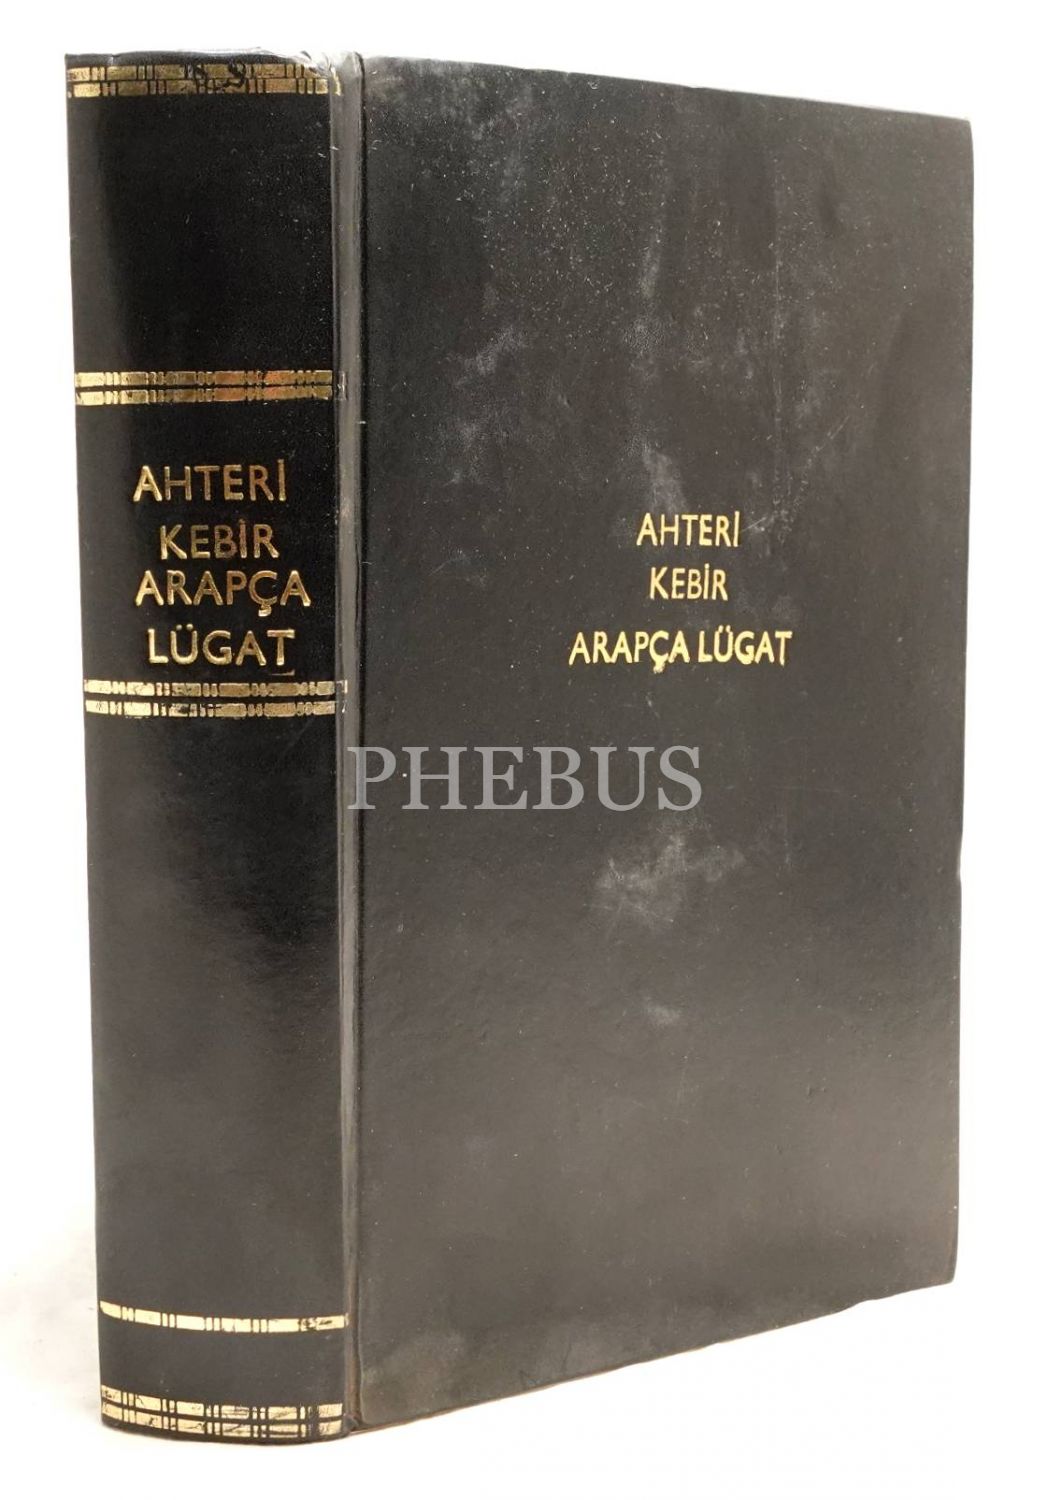 AHTERİ
KEBİR
ARAPÇA
LÜGAT
AHTERİ
KEBİR
ARAPÇA LÜGAT
PHEBUS